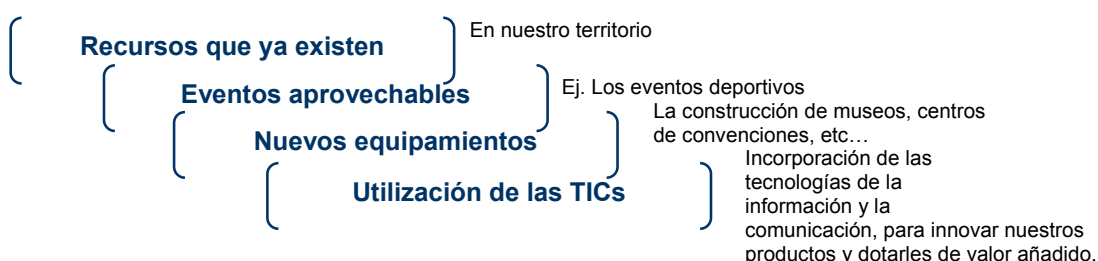 Recursos que ya existen
En nuestro territorio
Eventos aprovechables
Ej. Los eventos deportivos
Nuevos equipamientos
La construcción de museos, centros
de convenciones, etc…
Utilización de las TICs
Incorporación de las
tecnologías de la
información y la
comunicación, para innovar nuestros
productos y dotarles de valor añadido.